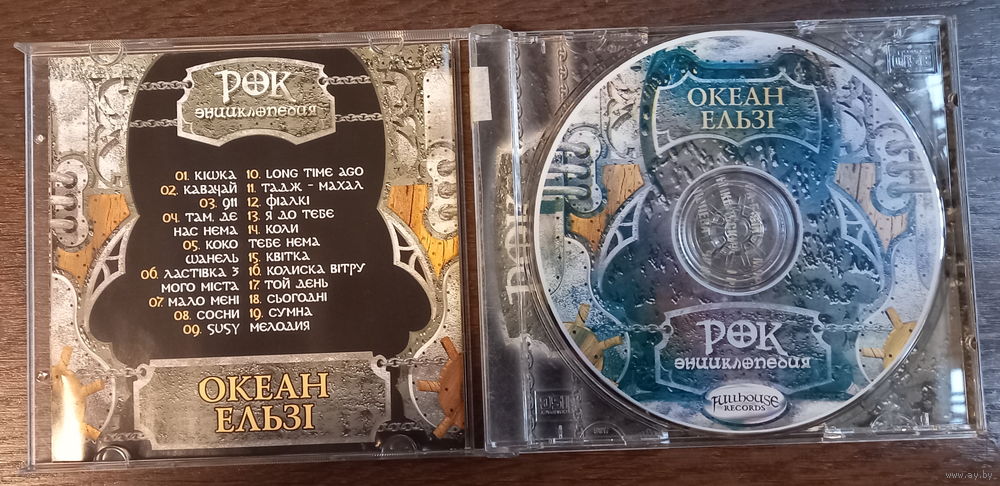 РОК
энциклопедия
01. КІШКА
02. КАВАЧАЙ
03. 911
04. ТАМ, ДЕ
НАС НЕМА
05. КОКО
ШАНЕЛЬ
06. ЛАСТІВКА З
МОГО МІСТА
07. МАЛО МЕНІ
08. СОСНИ
09. SUSY
10. LONG TIME AGO
11. ТАДЖ - МАХАЛ
12. ФІАЛКІ
13. Я ДО ТЕБЕ
14. КОЛИ
ТЕБЕ НЕМА
15. КВІТКА
16. КОЛИСКА ВІТРУ
17. ТОЙ ДЕНЬ
18. СЬОГОДНІ
19. СУМНА
МЕЛОДИЯ
ОКЕАН
ЕЛЬЗІ
РОК
ОКЕАН
ЕЛЬЗІ
РОК
энциклопедия
FULLHOUSE
RECORDS
www.ay.by